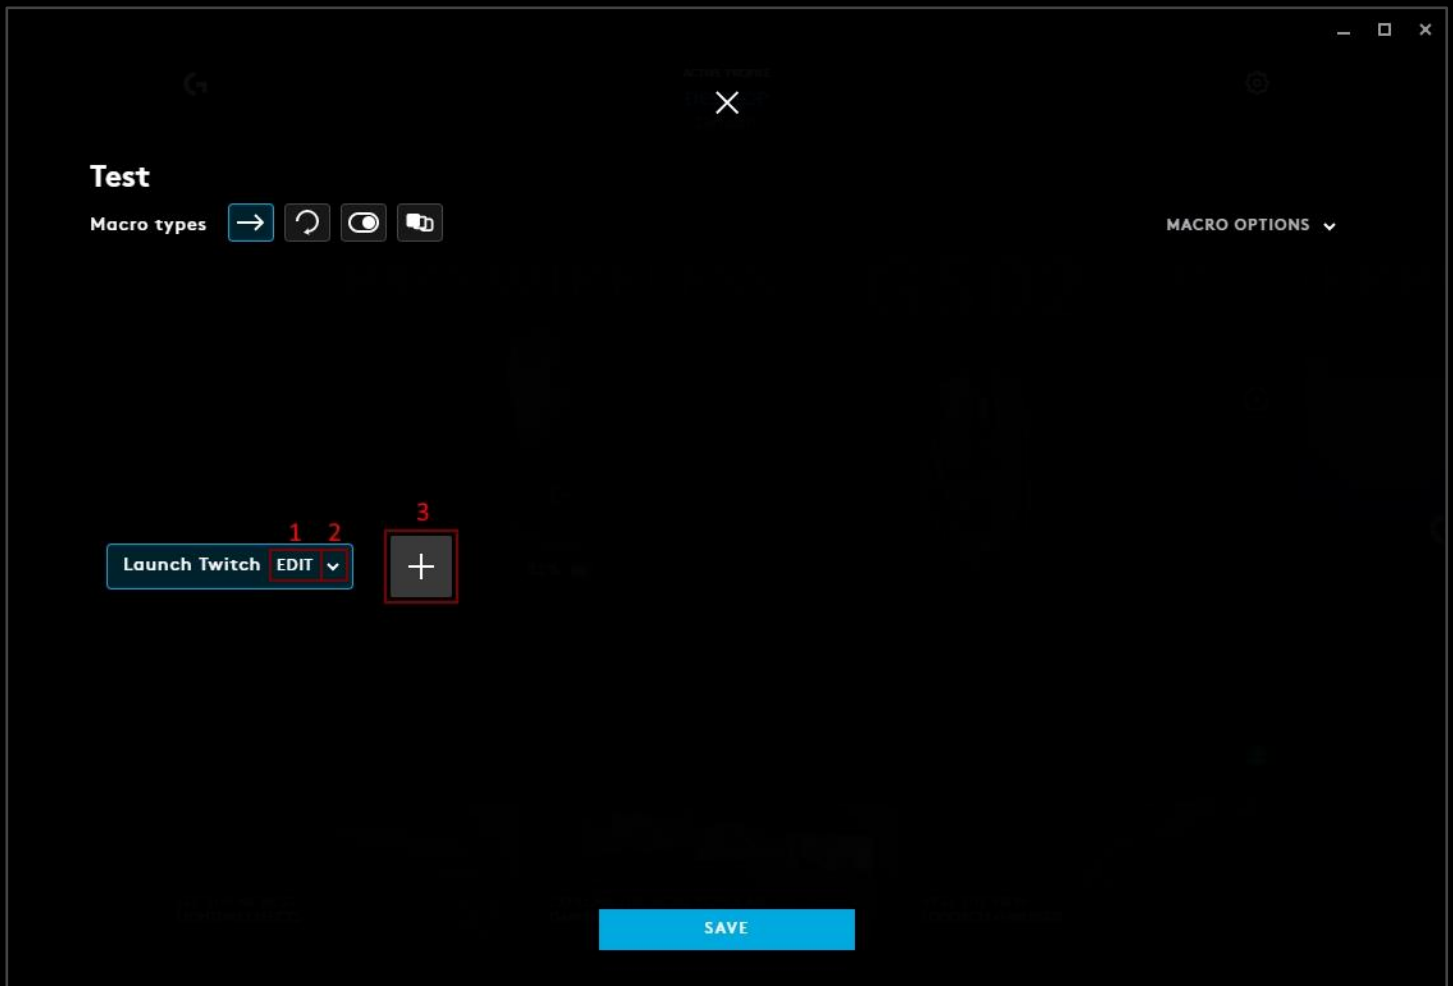 Test
Macro types
MACRO OPTIONS
1 2 3
Launch Twitch EDIT
SAVE